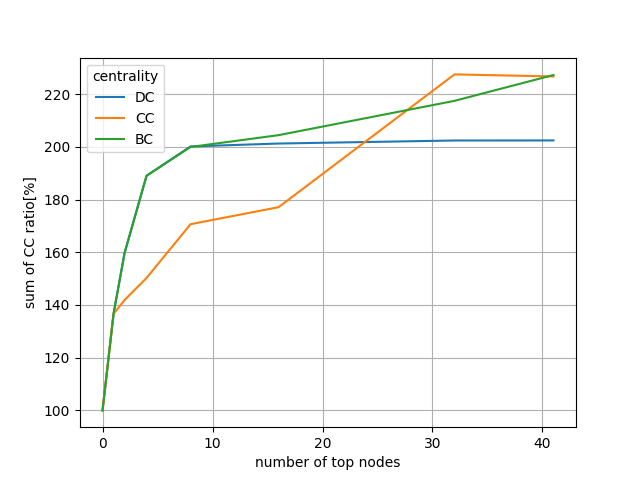 centrality
DC
CC
BC
220
200
180
160
140
120
100
0 10 20 30 40
number of top nodes
sum of CC ratio[%]